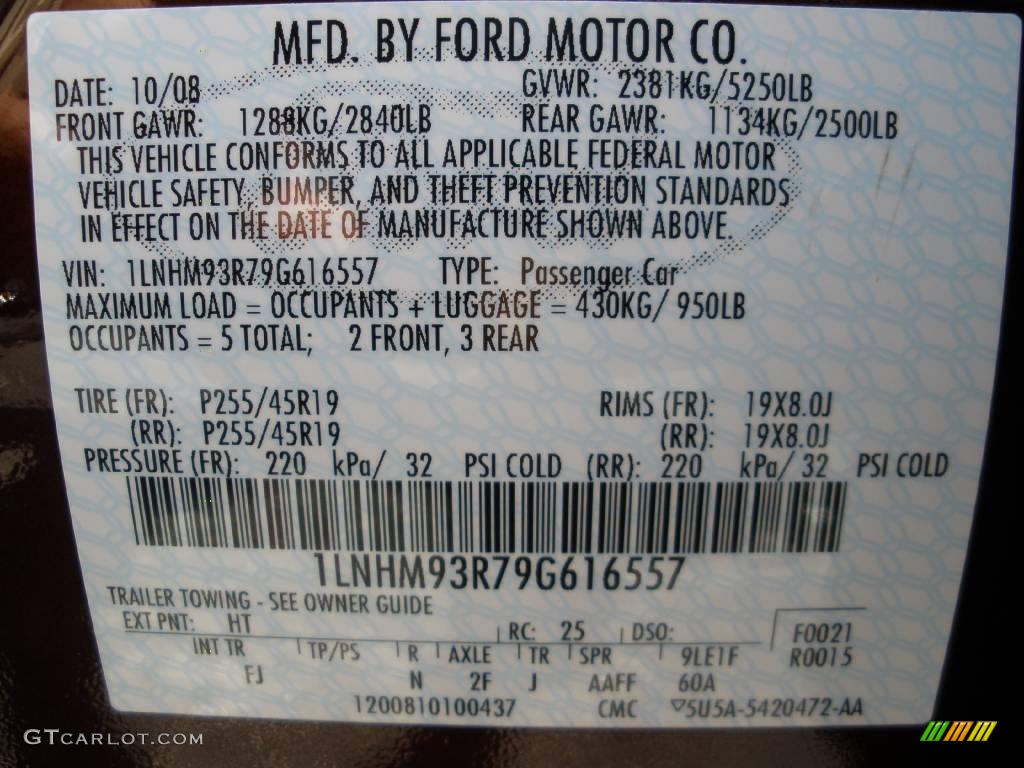 MFD. BY FORD MOTOR CO.
DATE: 10/08 GVWR: 2381KG/5250LB
FRONT GAWR: 1288KG/2840LB REAR GAWR: 1134KG/2500LB
THIS VEHICLE CONFORMS TO ALL APPLICABLE FEDERAL MOTOR
VEHICLE SAFETY, BUMPER, AND THEFT PREVENTION STANDARDS
IN EFFECT ON THE DATE OF MANUFACTURE SHOWN ABOVE.
VIN: 1LNHM93R79G616557 TYPE: Passenger Car
MAXIMUM LOAD = OCCUPANTS + LUGGAGE = 430KG/ 950LB
OCCUPANTS = 5 TOTAL; 2 FRONT, 3 REAR
TIRE (FR): P255/45R19 RIMS (FR): 19X8.0J
(RR): P255/45R19 (RR): 19X8.0J
PRESSURE (FR): 220 kPa/ 32 PSI COLD (RR): 220 kPa/ 32 PSI COLD
1LNHM93R79G616557
TRAILER TOWING - SEE OWNER GUIDE
EXT PNT: HT RC: 25 DSO: F0021
INT TR TP/PS R AXLE TR SPR 9LE1F R0015
FJ N 2F J AAFF 60A
1200810100437 CMC ▽5U5A-5420472-AA
GTCARLOT.COM